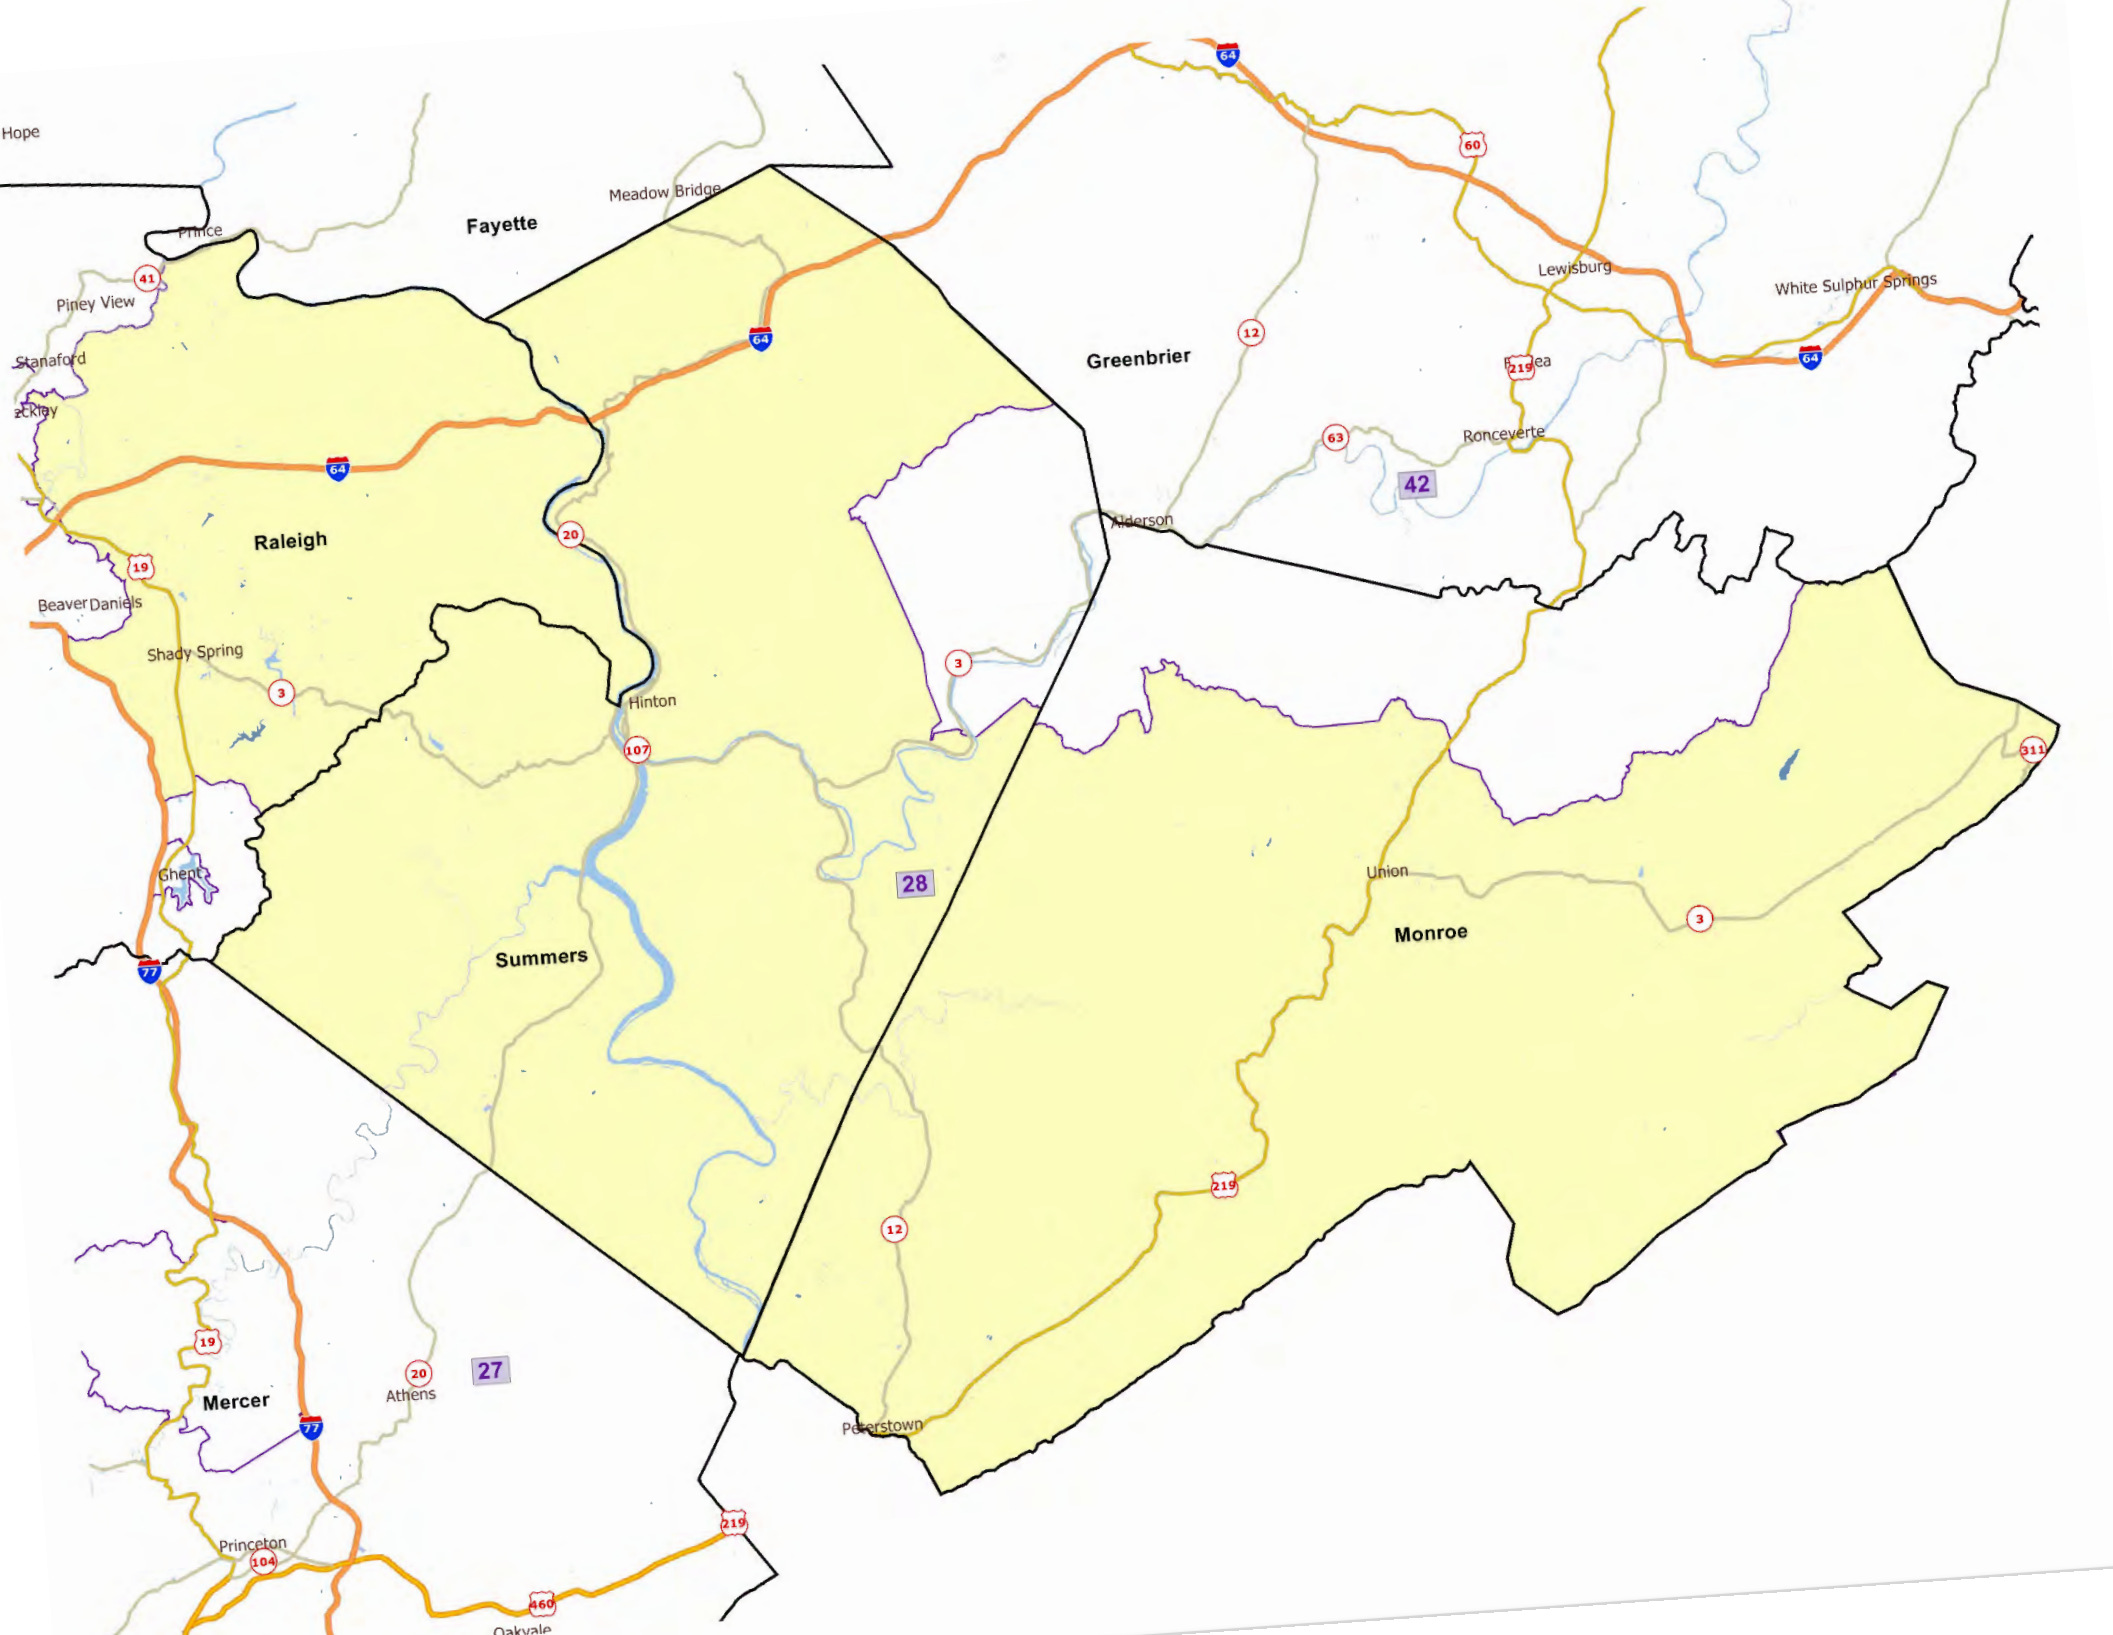 64
Hope
60
Meadow Bridge
Fayette
Prince
Lewisburg
41
White Sulphur Springs
Piney View
12
64
Greenbrier
64
Stanaford
219
63
Ronceverte
64
42
Alderson
20
Raleigh
19
Beaver
Daniels
Shady Spring
3
3
Hinton
107
311
Union
Ghent
28
3
Monroe
Summers
77
219
12
19
27
20
Athens
Mercer
77
Peterstown
219
Princeton
104
460
Oakvale